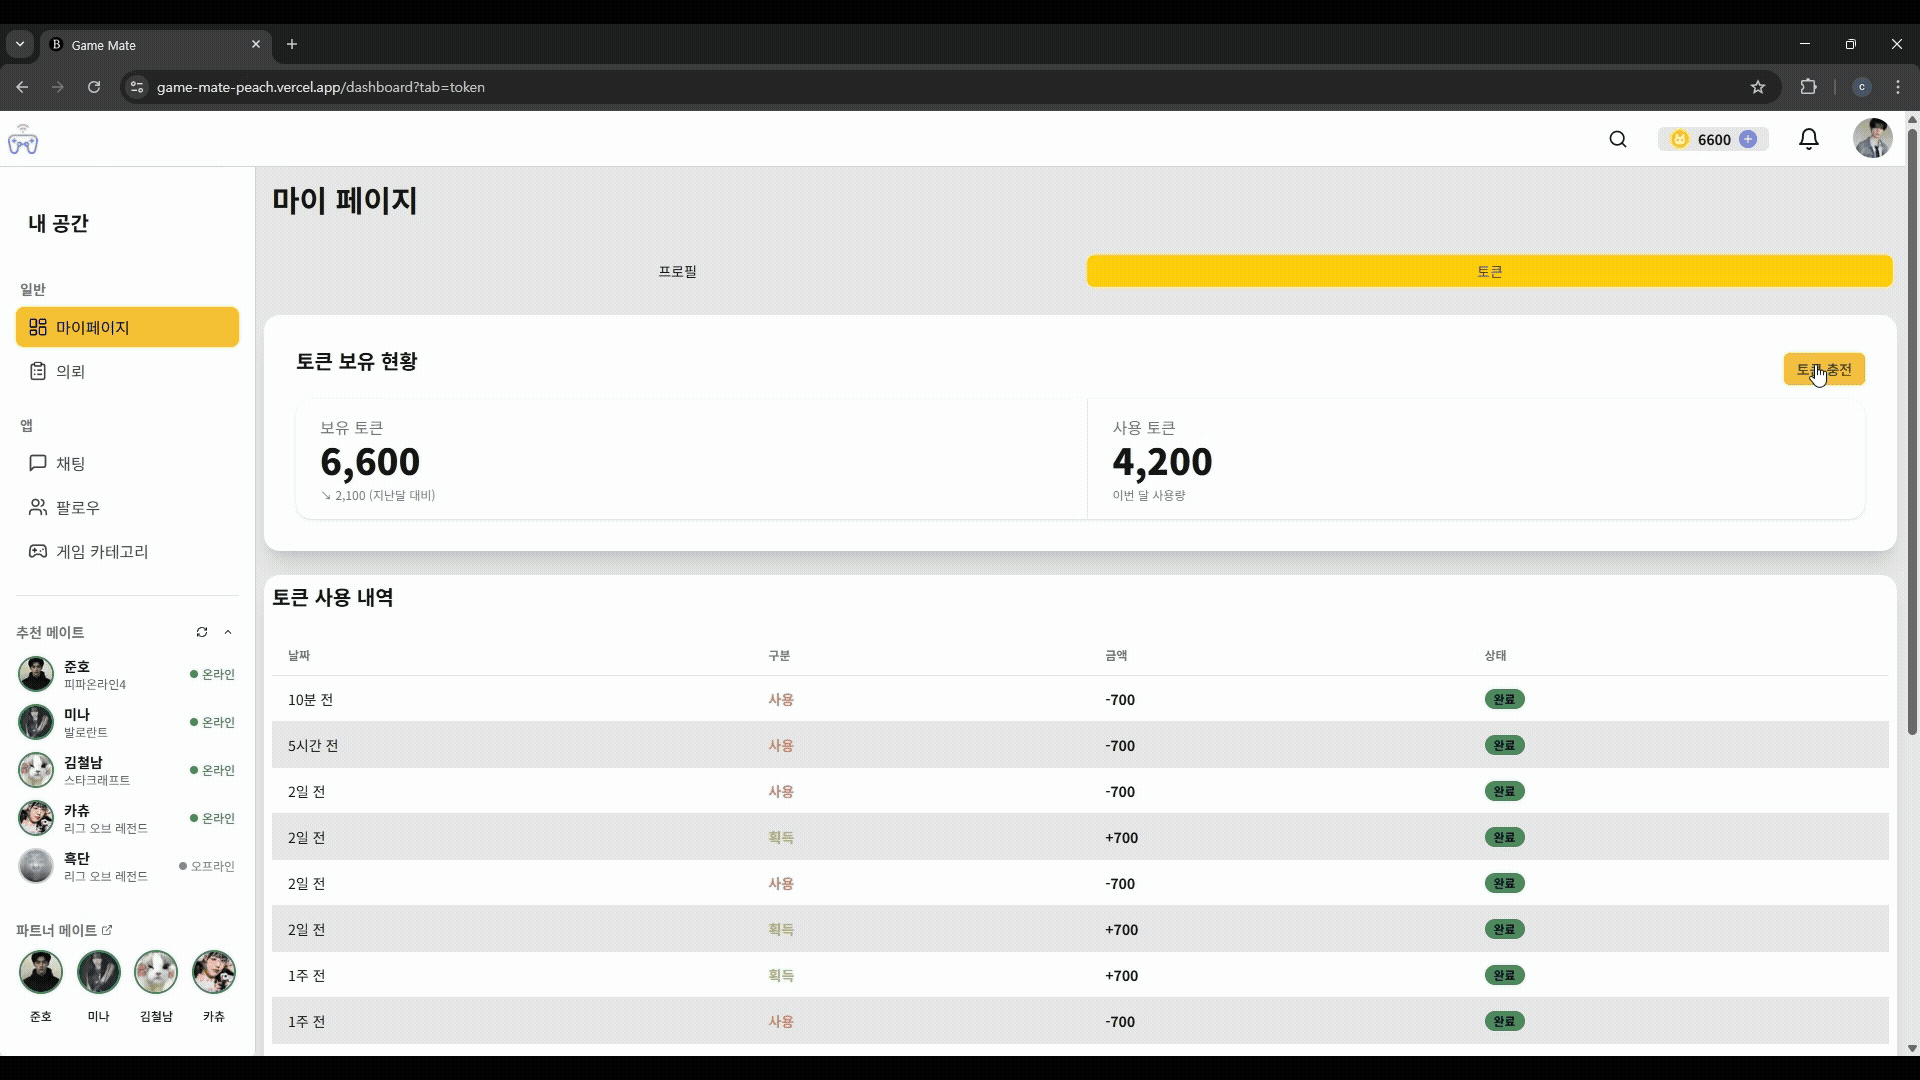 Game Mate
game-mate-peach.vercel.app/dashboard?tab=token
C
6600
내 공간
일반
마이페이지
의뢰
앱
채팅
팔로우
게임 카테고리
추천 메이트
준호
피파온라인4
온라인
미나
발로란트
온라인
김철남
스타크래프트
온라인
카츄
리그 오브 레전드
온라인
흑단
리그 오브 레전드
오프라인
파트너 메이트
준호
미나
김철남
카츄
마이 페이지
프로필
토큰
토큰 보유 현황
토큰 충전
보유 토큰
6,600
↘ 2,100 (지난달 대비)
사용 토큰
4,200
이번 달 사용량
토큰 사용 내역
날짜 구분 금액 상태
10분 전 사용 -700 완료
5시간 전 사용 -700 완료
2일 전 사용 -700 완료
2일 전 획득 +700 완료
2일 전 사용 -700 완료
2일 전 획득 +700 완료
1주 전 획득 +700 완료
1주 전 사용 -700 완료